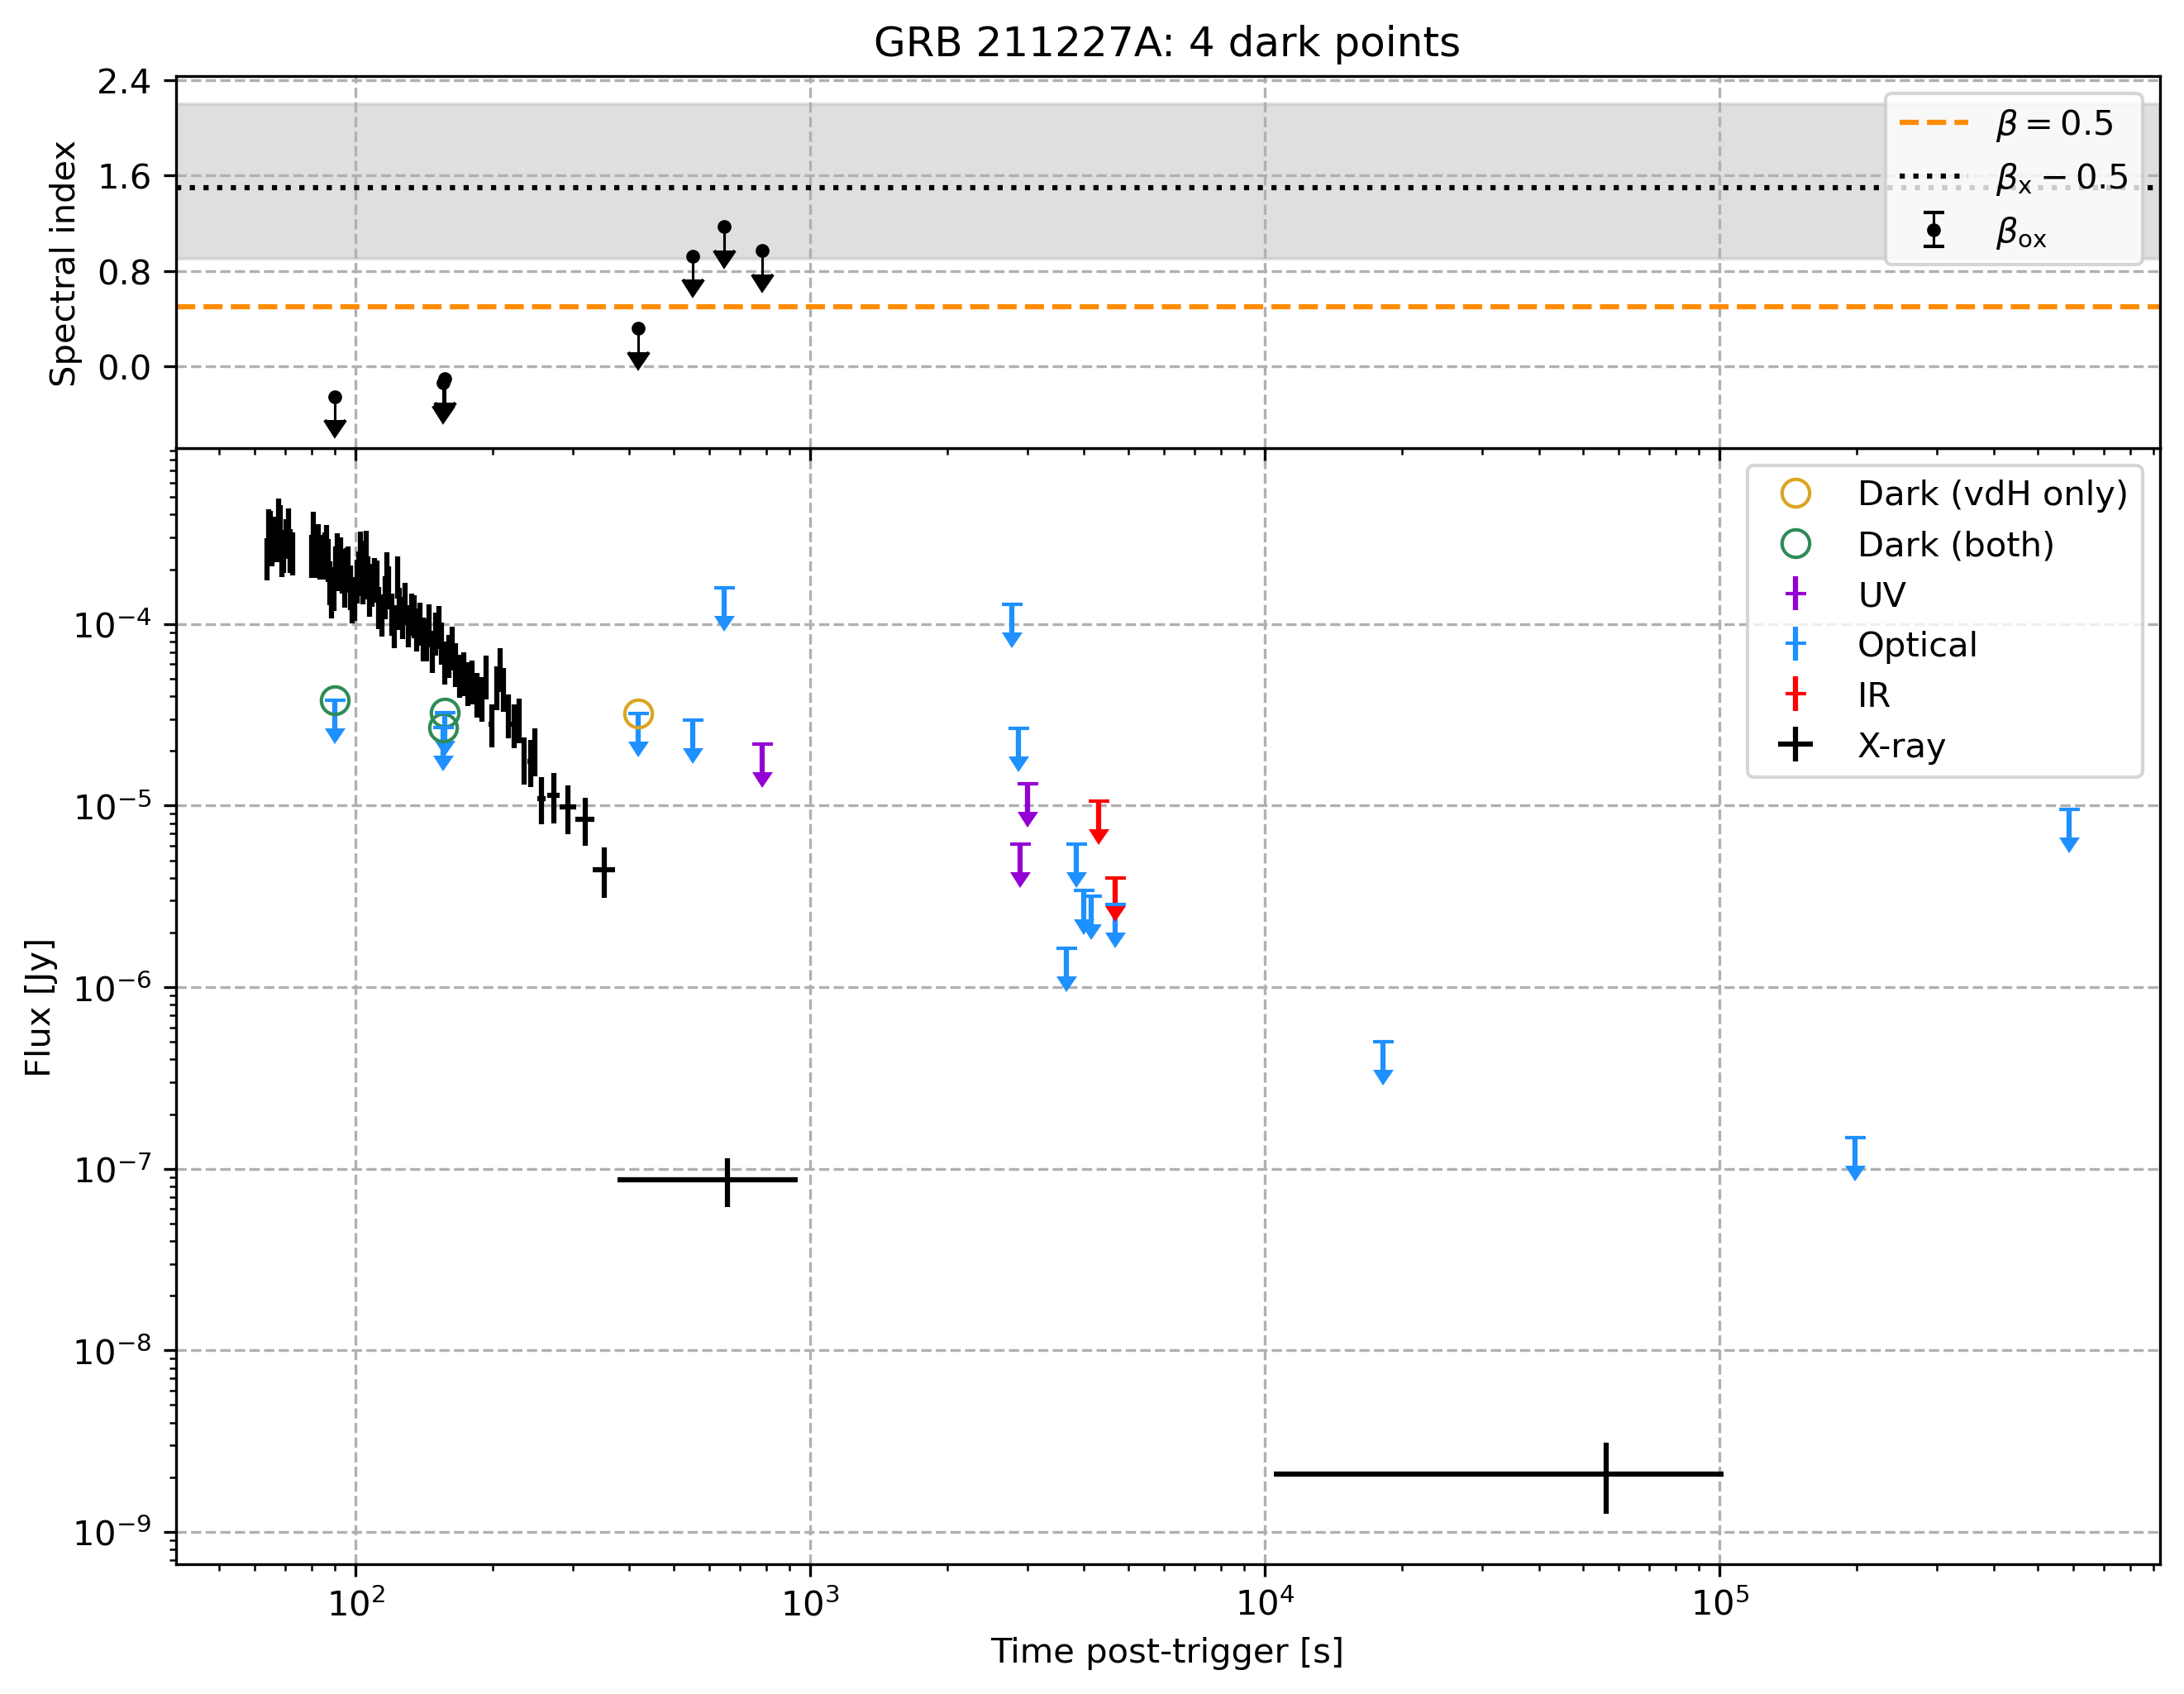 GRB 211227A: 4 dark points
Spectral index
2.4
1.6
0.8
0.0
β = 0.5
βₓ − 0.5
βₒₓ
Flux [Jy]
10⁻⁴
10⁻⁵
10⁻⁶
10⁻⁷
10⁻⁸
10⁻⁹
Dark (vdH only)
Dark (both)
UV
Optical
IR
X-ray
10² 10³ 10⁴ 10⁵
Time post-trigger [s]